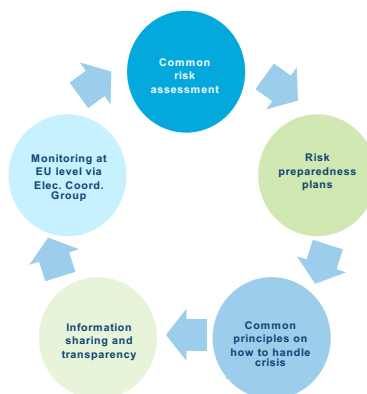 Common
risk
assessment
Risk
preparedness
plans
Common
principles on
how to handle
crisis
Information
sharing and
transparency
Monitoring at
EU level via
Elec. Coord.
Group